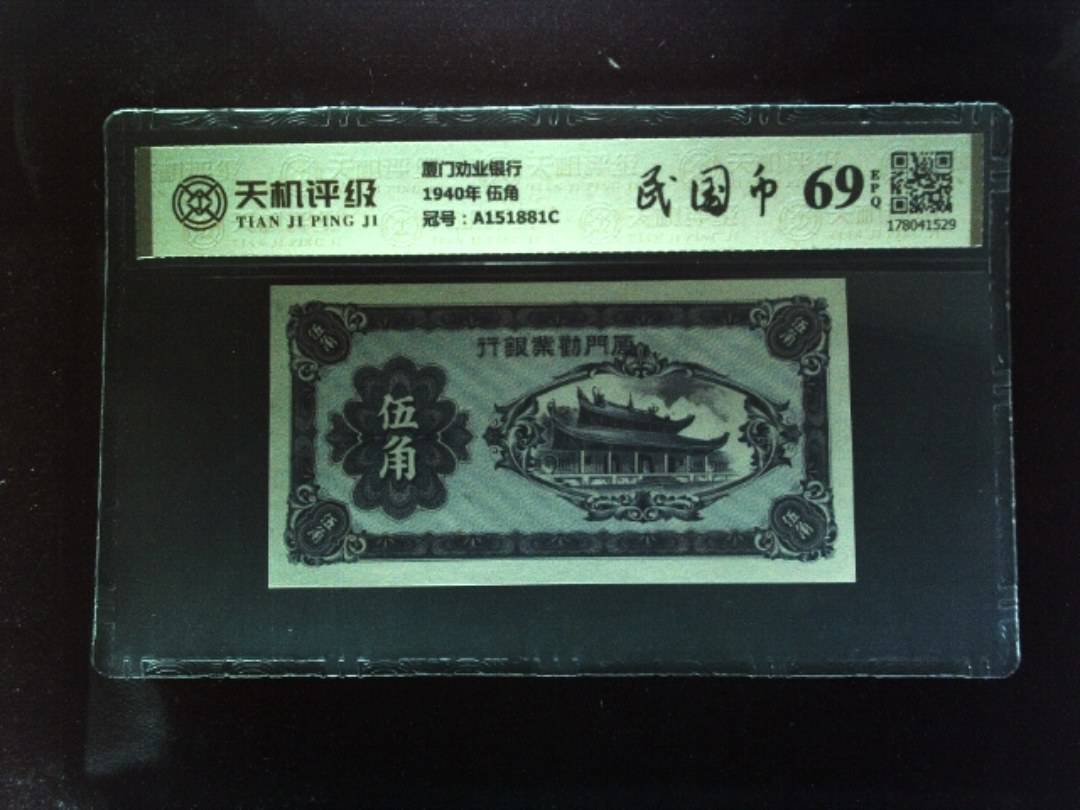 天机评级
TIAN JI PING JI
厦门劝业银行
1940年 伍角
冠号：A151881C
民国币
69
EPQ
178041529
伍角
伍角
行銀業勸門廈
伍角
伍角
伍角